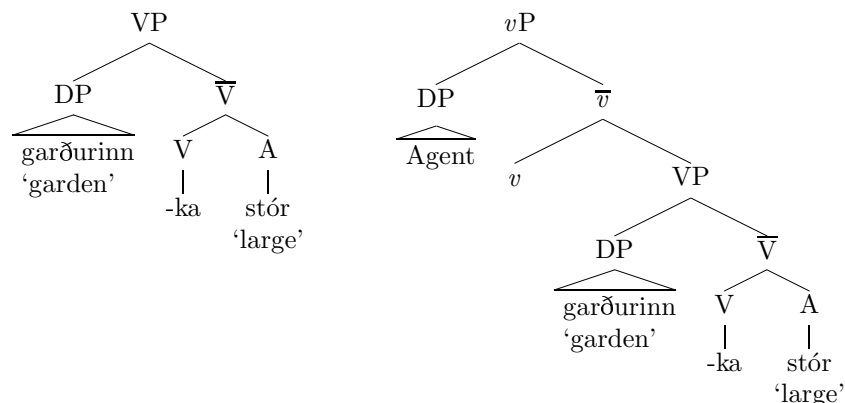 VP
DP V
garðurinn
‘garden’
V A
-ka stór
‘large’
vP
DP v
Agent
v VP
DP V
garðurinn
‘garden’
V A
-ka stór
‘large’